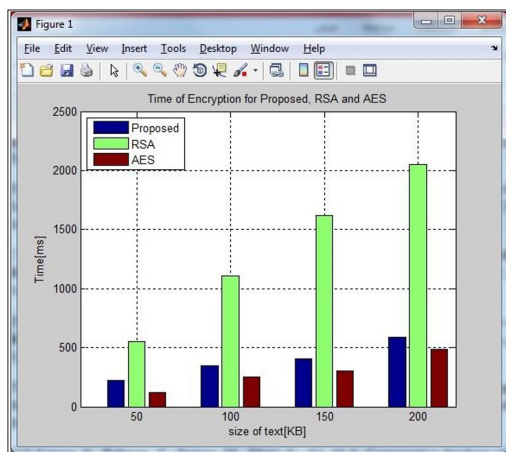 Figure 1
File Edit View Insert Tools Desktop Window Help
Time of Encryption for Proposed, RSA and AES
Proposed
RSA
AES
2500
2000
1500
1000
500
0
Time[ms]
50 100 150 200
size of text[KB]